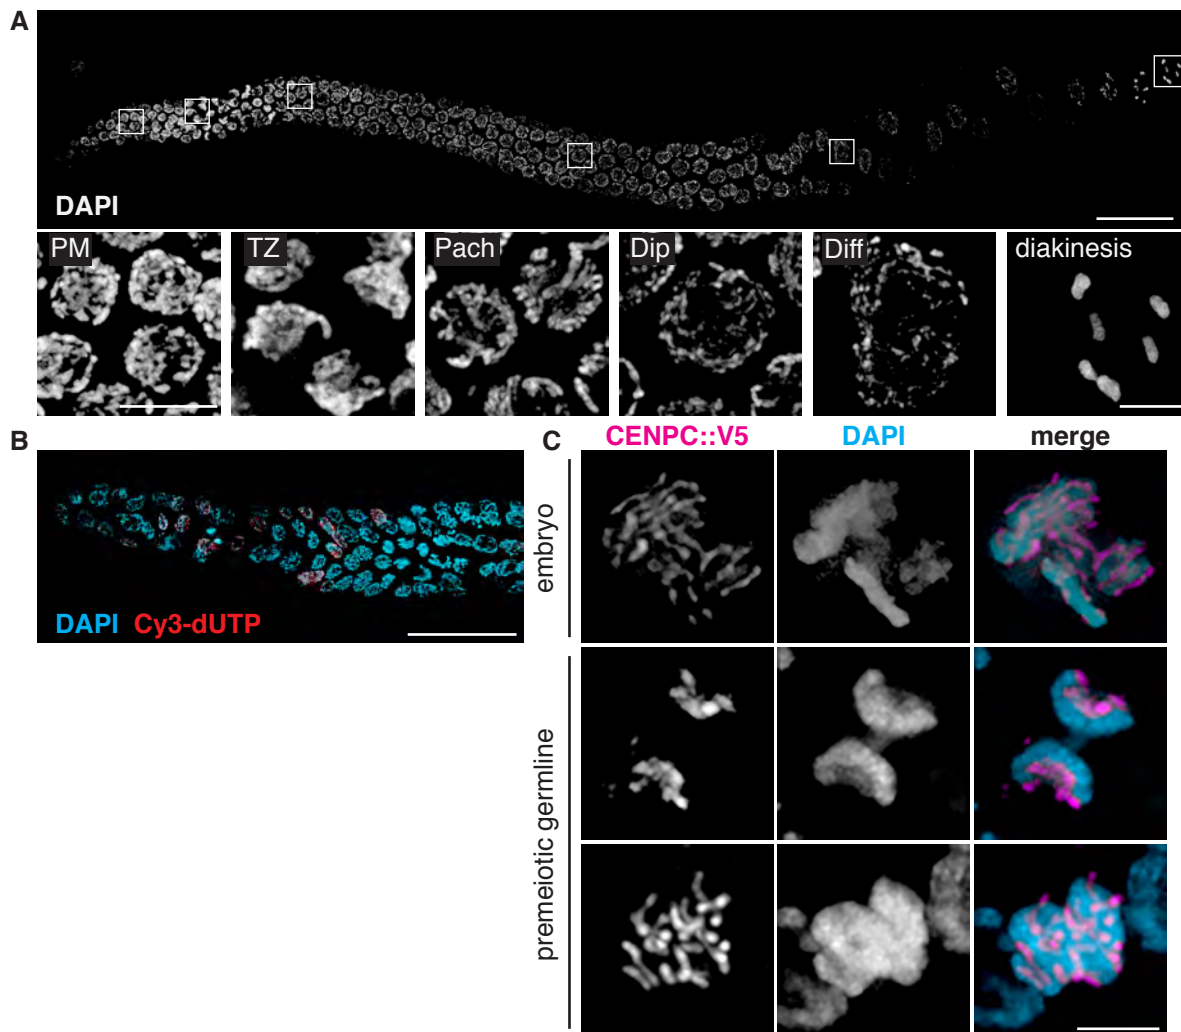 A
DAPI
PM TZ Pach Dip Diff diakinesis
B
DAPI Cy3-dUTP
C
CENPC::V5 DAPI merge
embryo
premeiotic germline